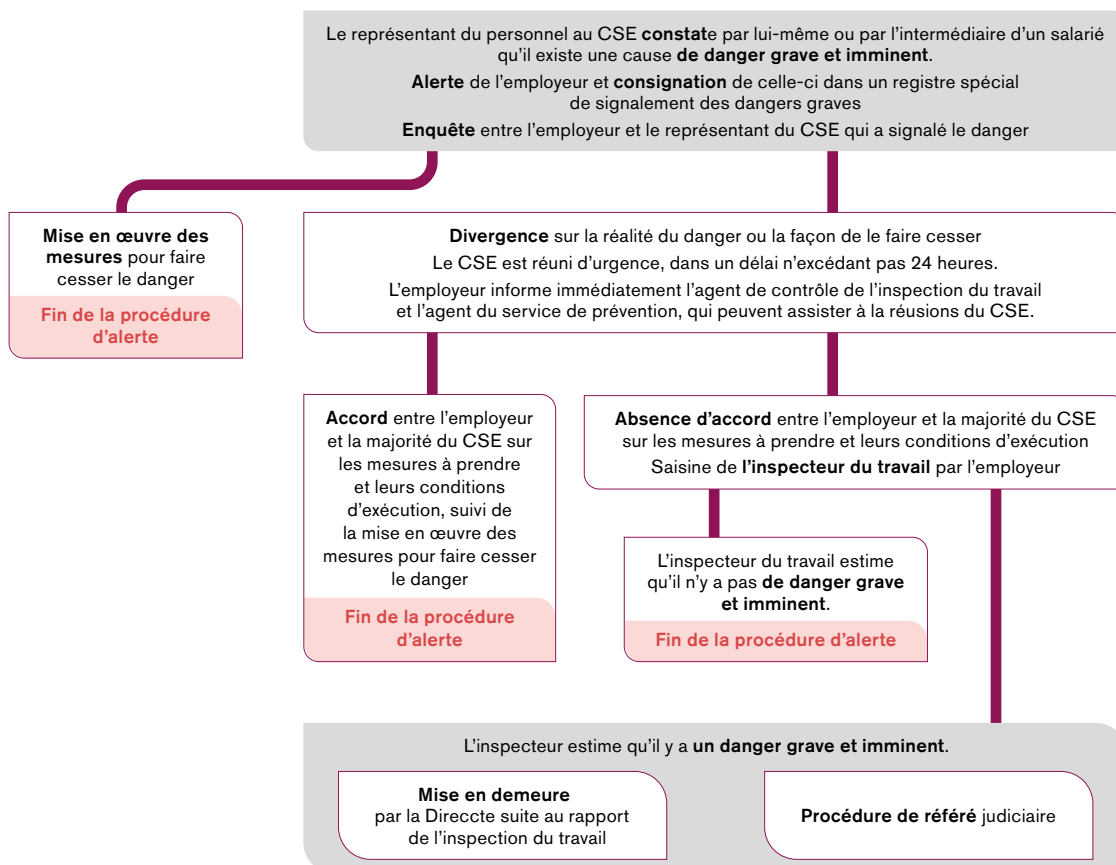 Le représentant du personnel au CSE constate par lui-même ou par l'intermédiaire d'un salarié
qu'il existe une cause de danger grave et imminent.
Alerte de l'employeur et consignation de celle-ci dans un registre spécial
de signalement des dangers graves
Enquête entre l'employeur et le représentant du CSE qui a signalé le danger
Mise en œuvre des
mesures pour faire
cesser le danger
Fin de la procédure
d'alerte
Divergence sur la réalité du danger ou la façon de le faire cesser
Le CSE est réuni d'urgence, dans un délai n'excédant pas 24 heures.
L'employeur informe immédiatement l'agent de contrôle de l'inspection du travail
et l'agent du service de prévention, qui peuvent assister à la réusions du CSE.
Accord entre l'employeur
et la majorité du CSE sur
les mesures à prendre
et leurs conditions
d'exécution, suivi de
la mise en œuvre des
mesures pour faire cesser
le danger
Fin de la procédure
d'alerte
Absence d'accord entre l'employeur et la majorité du CSE
sur les mesures à prendre et leurs conditions d'exécution
Saisine de l'inspecteur du travail par l'employeur
L'inspecteur du travail estime
qu'il n'y a pas de danger grave
et imminent.
Fin de la procédure d'alerte
L'inspecteur estime qu'il y a un danger grave et imminent.
Mise en demeure
par la Direccte suite au rapport
de l'inspection du travail
Procédure de référé judiciaire